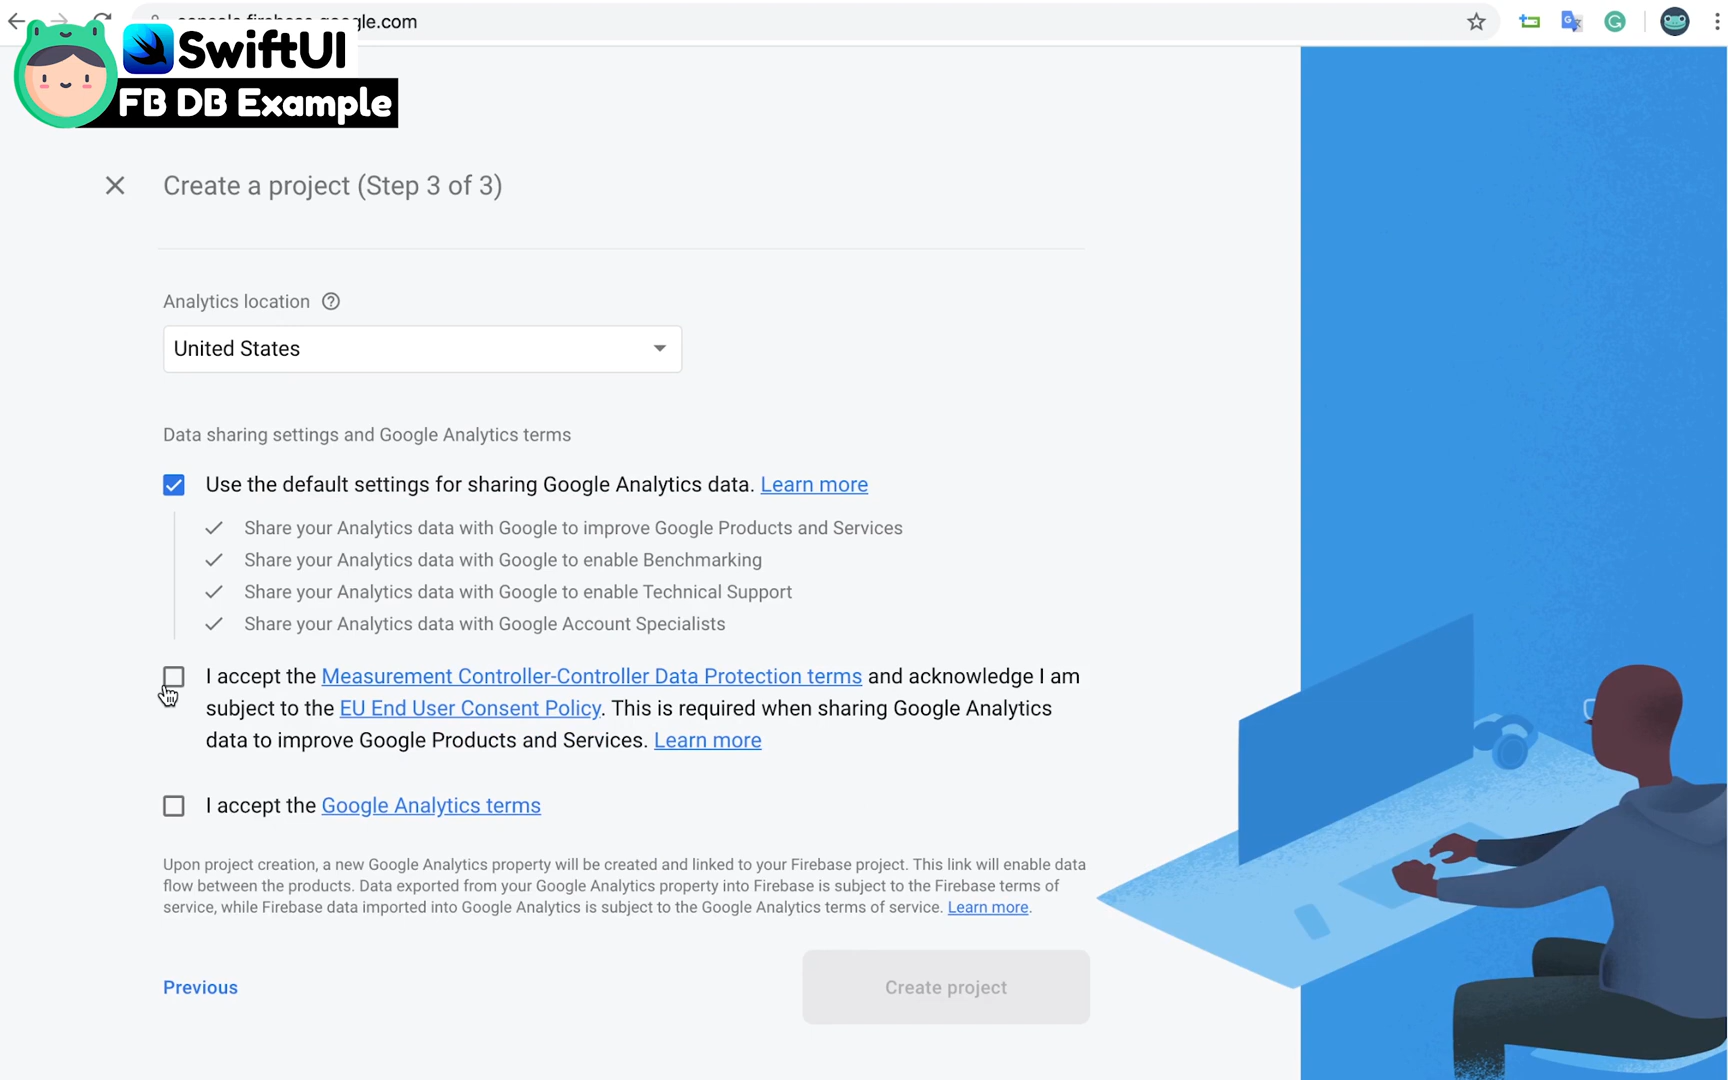 console.firebase.google.com
SwiftUI
FB DB Example
Create a project (Step 3 of 3)
Analytics location
United States
Data sharing settings and Google Analytics terms
Use the default settings for sharing Google Analytics data. Learn more
Share your Analytics data with Google to improve Google Products and Services
Share your Analytics data with Google to enable Benchmarking
Share your Analytics data with Google to enable Technical Support
Share your Analytics data with Google Account Specialists
I accept the Measurement Controller-Controller Data Protection terms and acknowledge I am
subject to the EU End User Consent Policy. This is required when sharing Google Analytics
data to improve Google Products and Services. Learn more
I accept the Google Analytics terms
Upon project creation, a new Google Analytics property will be created and linked to your Firebase project. This link will enable data
flow between the products. Data exported from your Google Analytics property into Firebase is subject to the Firebase terms of
service, while Firebase data imported into Google Analytics is subject to the Google Analytics terms of service. Learn more.
Previous
Create project